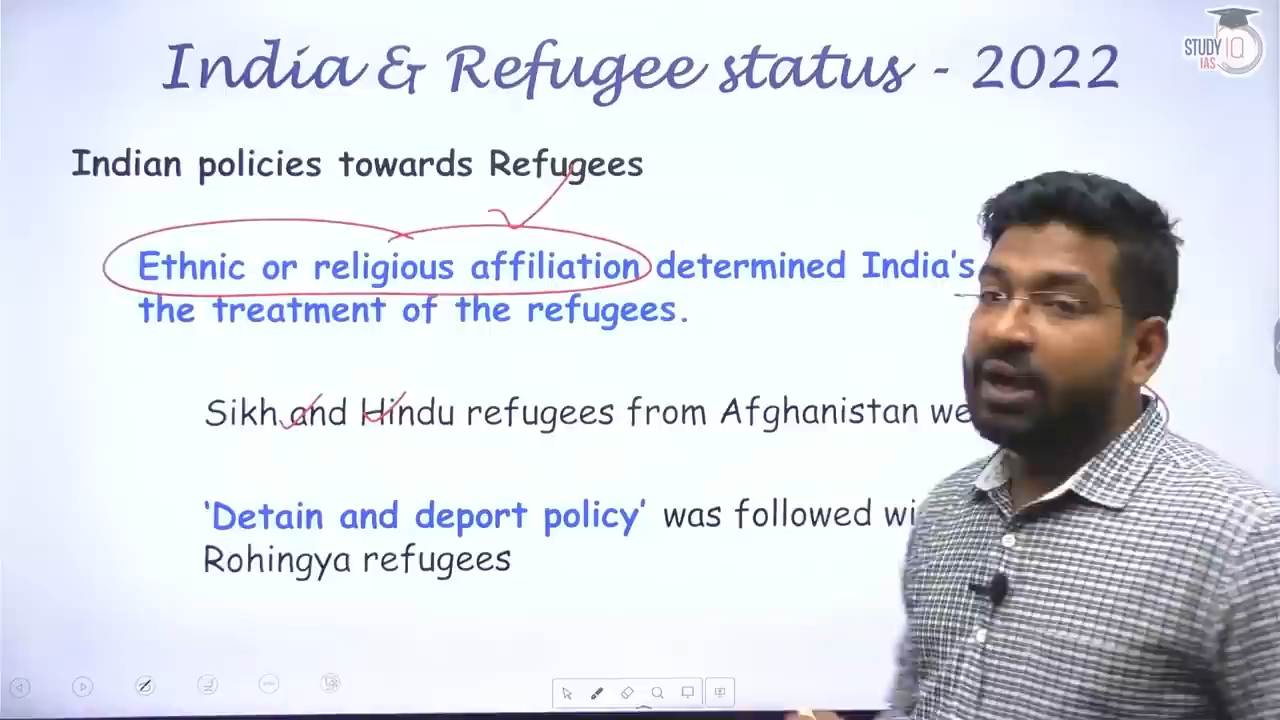 India & Refugee status - 2022
STUDY IQ
IAS
Indian policies towards Refugees
Ethnic or religious affiliation determined India's
the treatment of the refugees.
Sikh and Hindu refugees from Afghanistan we
'Detain and deport policy' was followed wi
Rohingya refugees